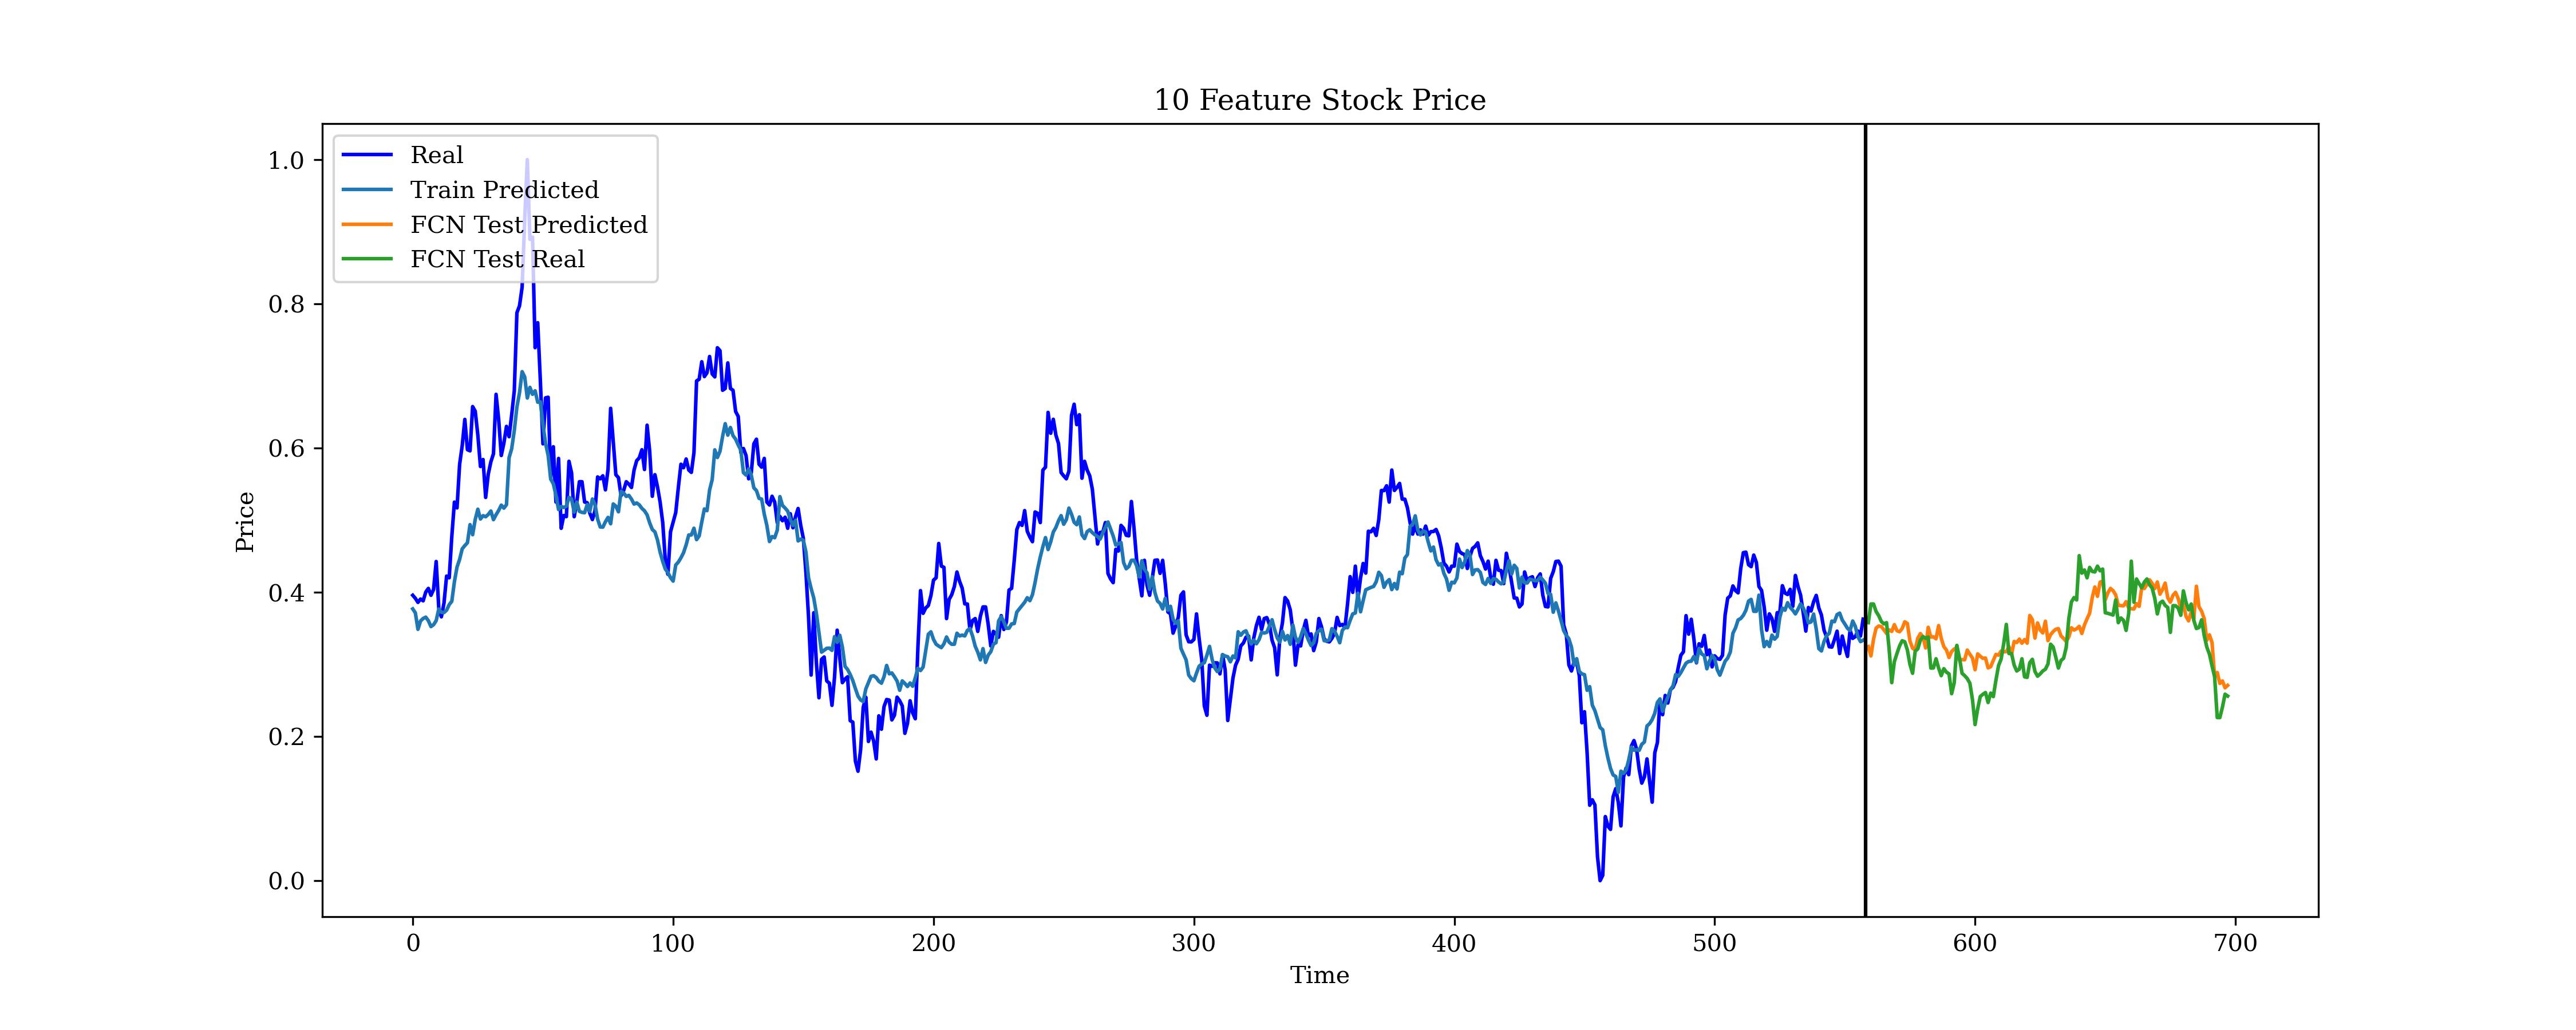 10 Feature Stock Price
Real
Train Predicted
FCN Test Predicted
FCN Test Real
1.0
0.8
0.6
0.4
0.2
0.0
Price
0 100 200 300 400 500 600 700
Time